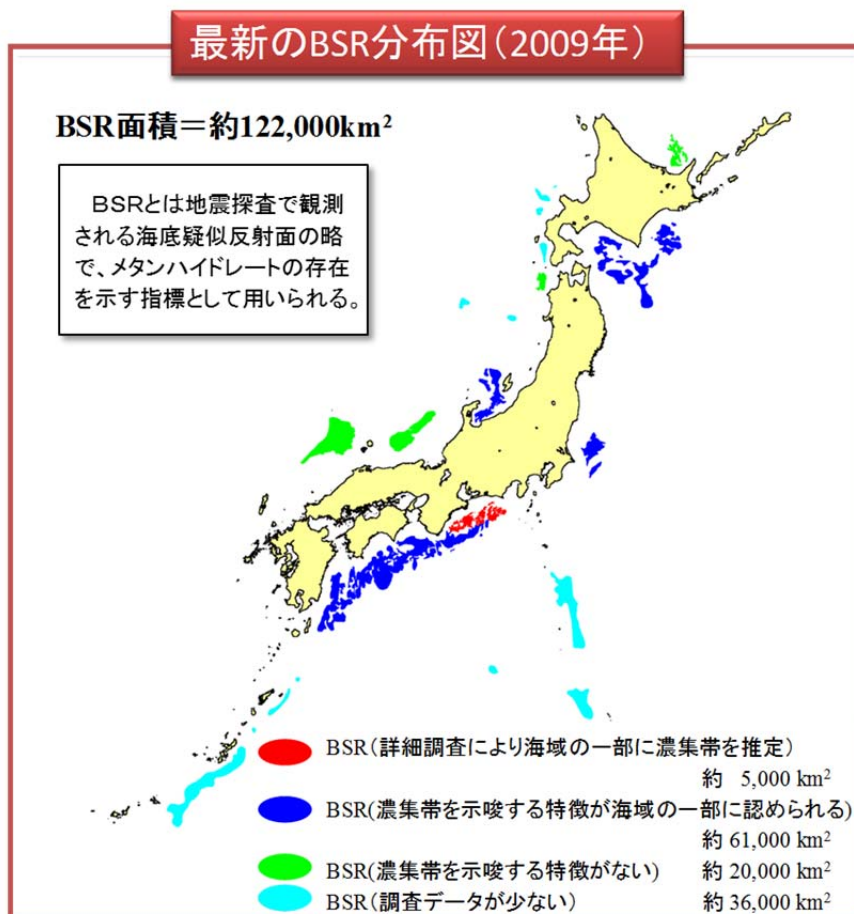 最新のBSR分布図(2009年)
BSR面積=約122,000km²
BSRとは地震探査で観測
される海底疑似反射面の略
で、メタンハイドレートの存在
を示す指標として用いられる。
BSR(詳細調査により海域の一部に濃集帯を推定)
約 5,000 km²
BSR(濃集帯を示唆する特徴が海域の一部に認められる)
約 61,000 km²
BSR(濃集帯を示唆する特徴がない) 約 20,000 km²
BSR(調査データが少ない) 約 36,000 km²